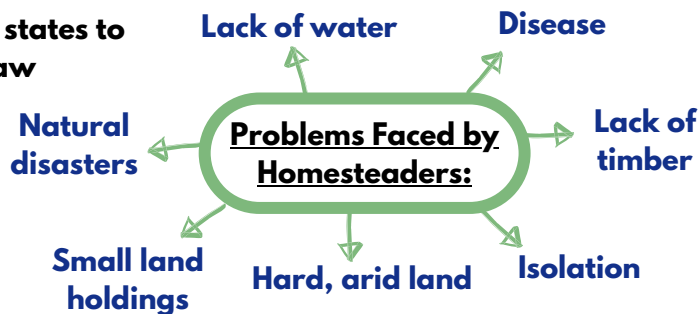 states to
Lack of water
Disease
Natural
disasters
Problems Faced by
Homesteaders:
Lack of
timber
Small land
holdings
Hard, arid land
Isolation